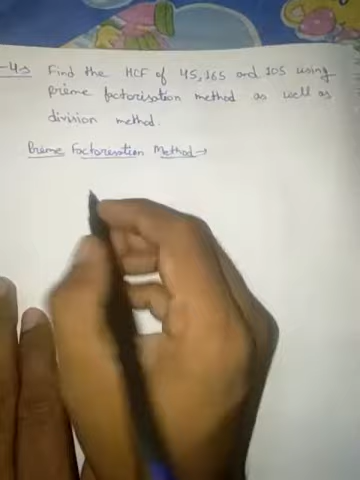 -4s Find the HCF of 45, 165 and 105 using
prime factorisation method as well as
division method.
Prime Factorisation Method →